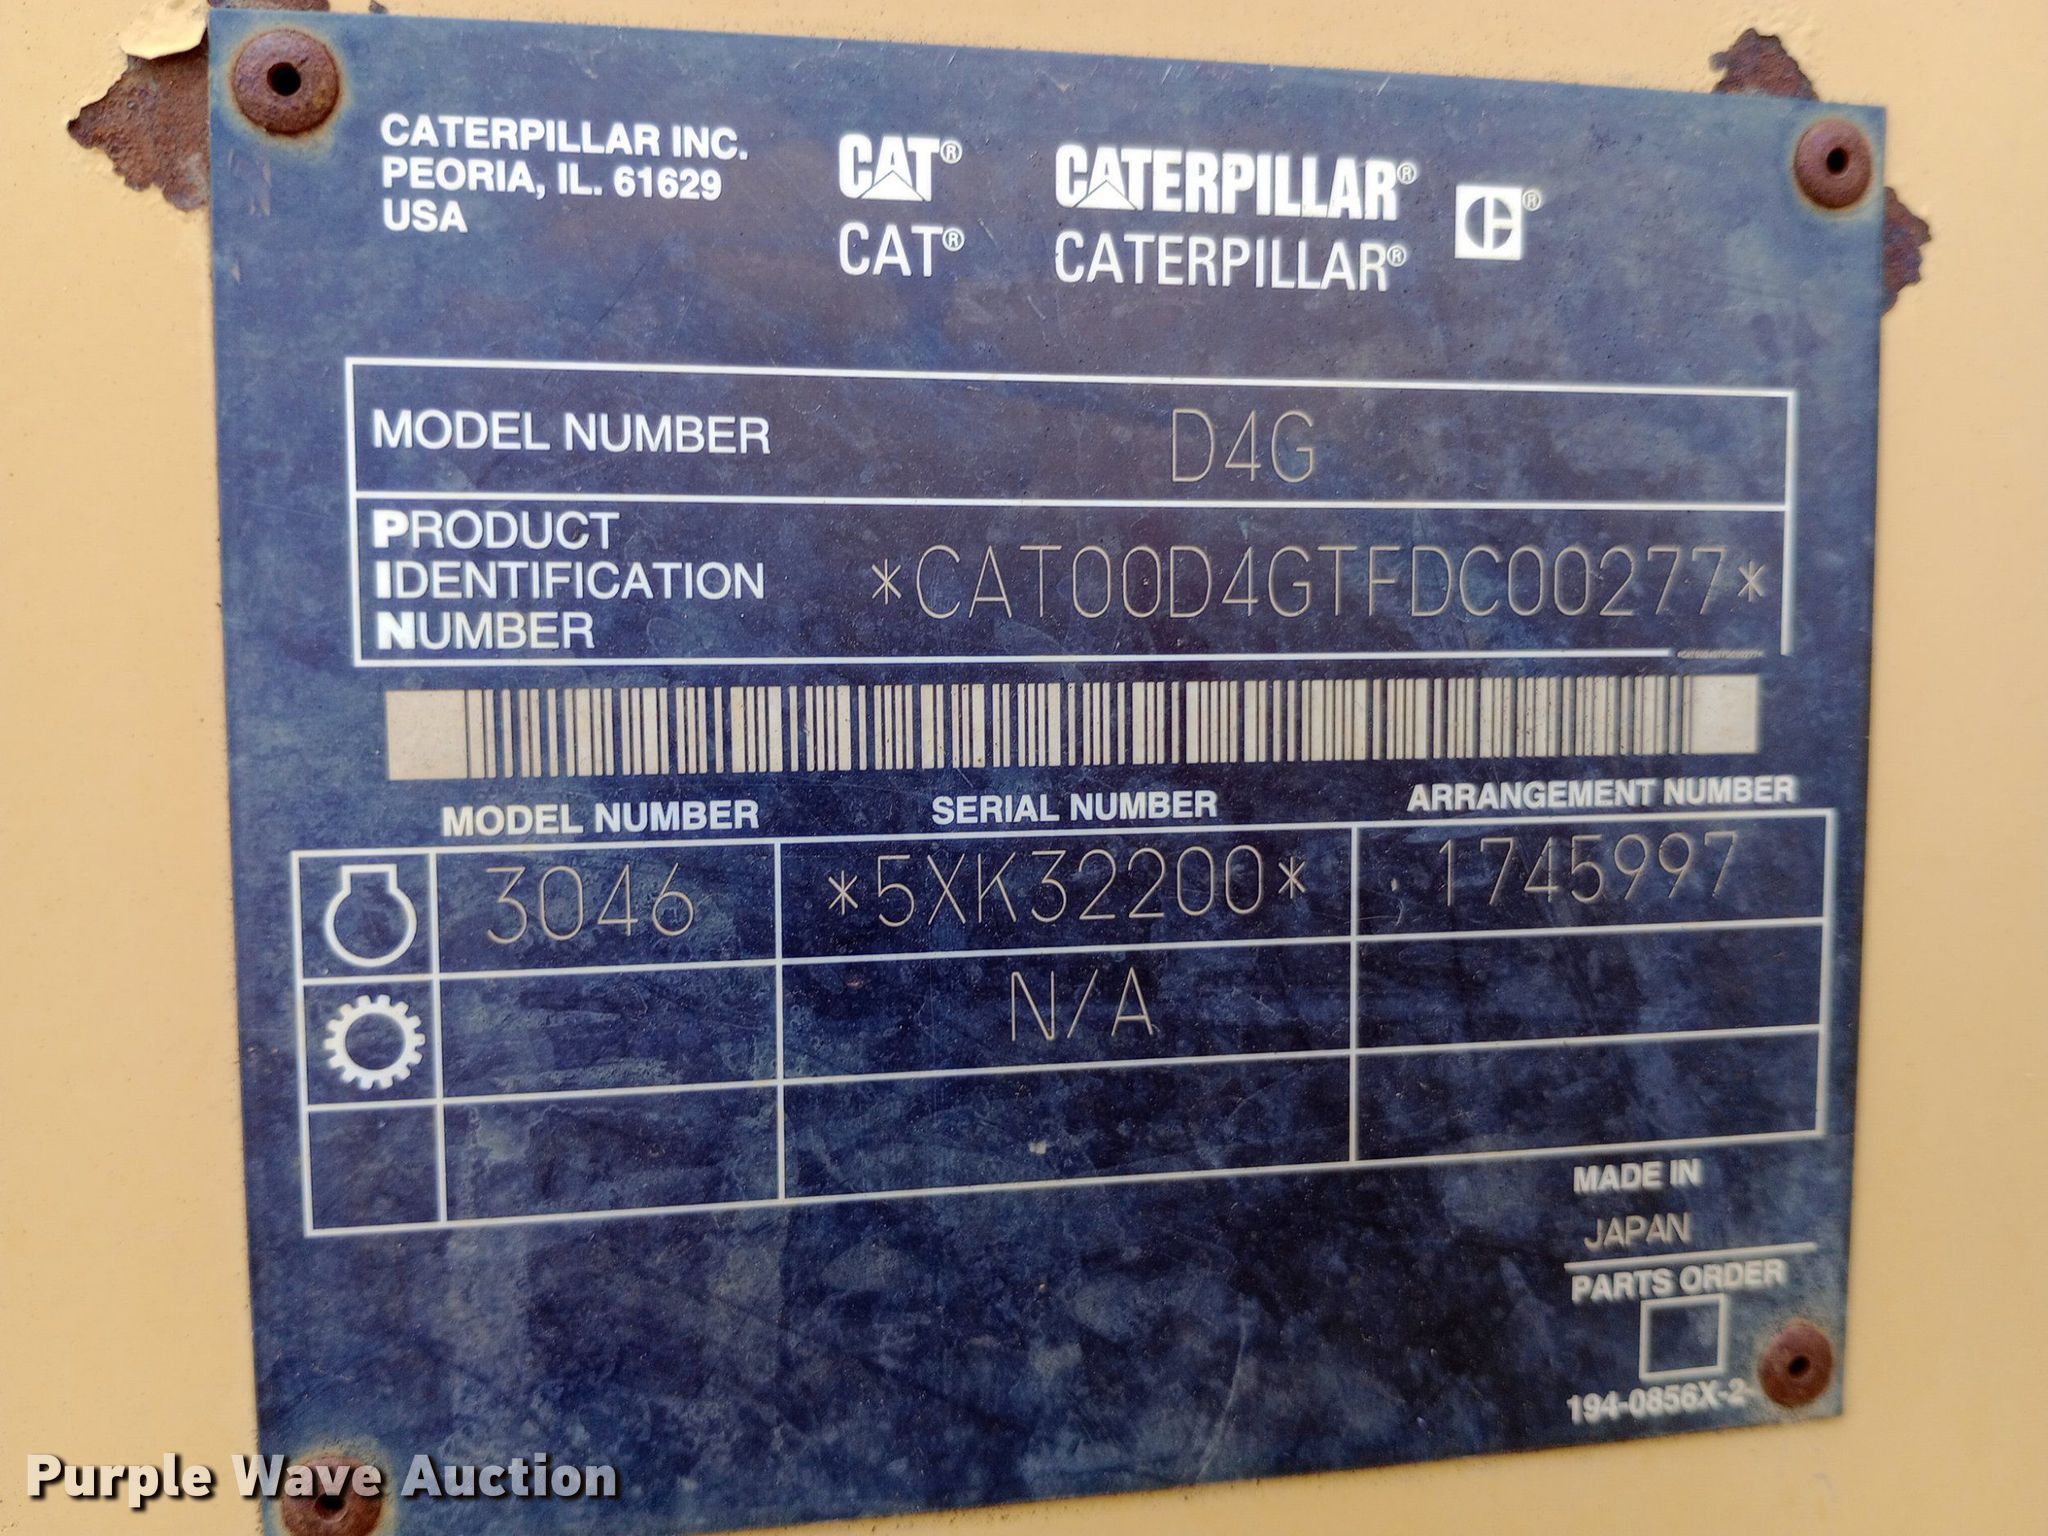 CATERPILLAR INC.
PEORIA, IL. 61629
USA
CAT® CATERPILLAR® ®
CAT® CATERPILLAR®
MODEL NUMBER D4G
PRODUCT
IDENTIFICATION
NUMBER
*CAT00D4GTFDC00277*
MODEL NUMBER SERIAL NUMBER ARRANGEMENT NUMBER
3046 *5XK32200* 1745997
N/A
MADE IN
JAPAN
PARTS ORDER
194-0856X-2-
Purple Wave Auction